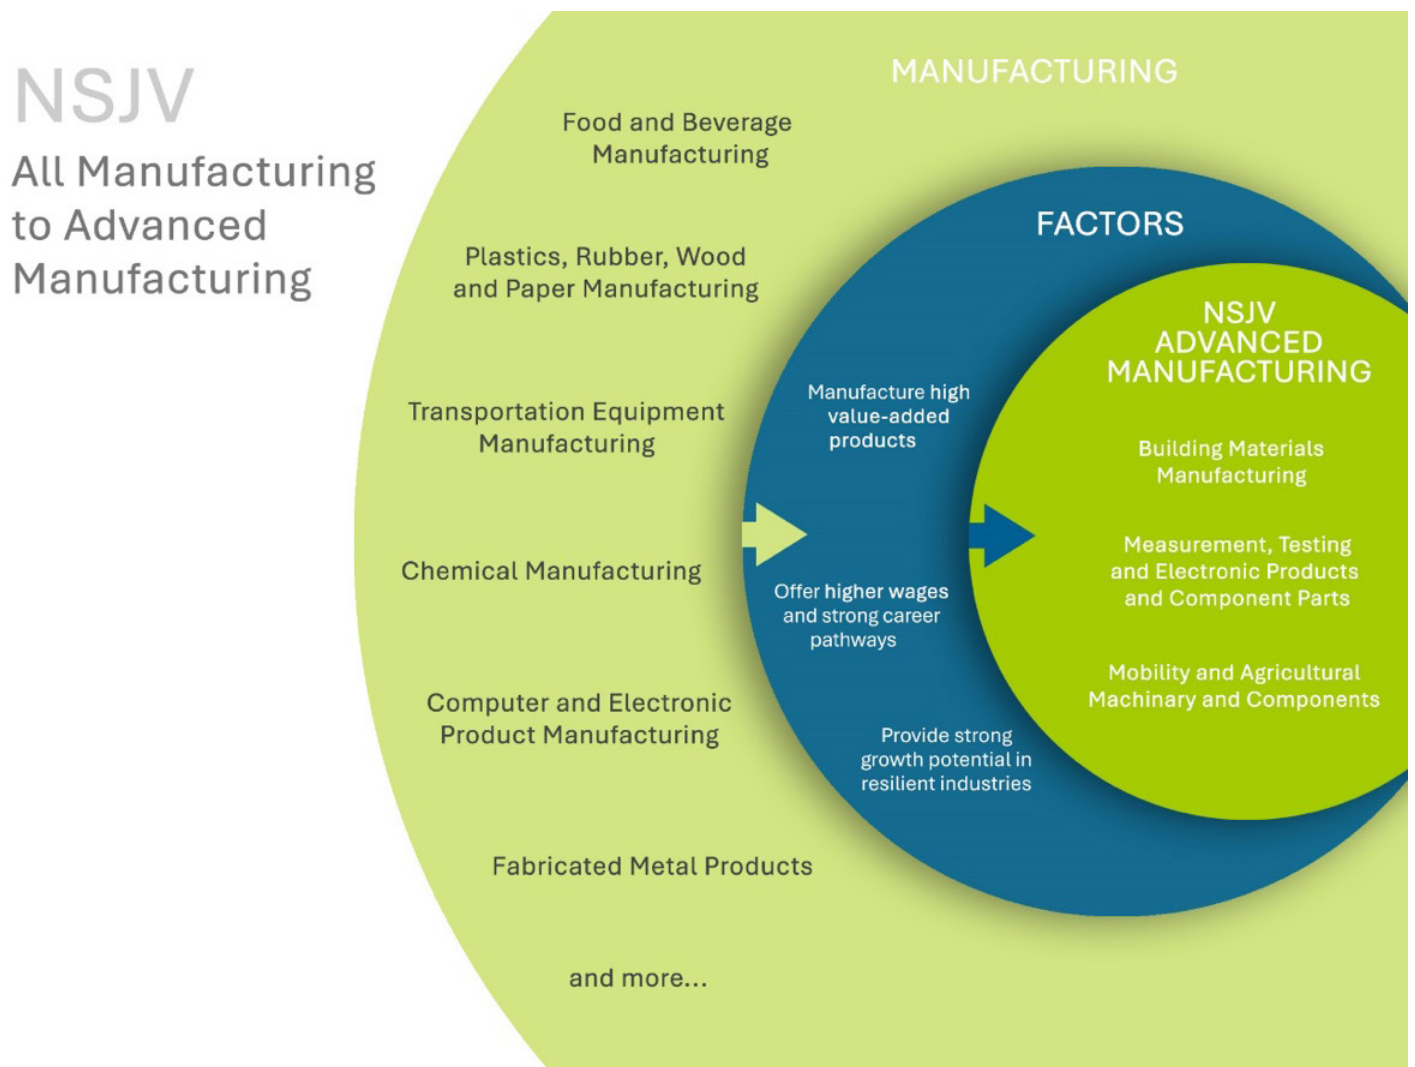 NSJV
All Manufacturing
to Advanced
Manufacturing
MANUFACTURING
Food and Beverage
Manufacturing
Plastics, Rubber, Wood
and Paper Manufacturing
Transportation Equipment
Manufacturing
Chemical Manufacturing
Computer and Electronic
Product Manufacturing
Fabricated Metal Products
and more...
FACTORS
Manufacture high
value-added
products
Offer higher wages
and strong career
pathways
Provide strong
growth potential in
resilient industries
NSJV
ADVANCED
MANUFACTURING
Building Materials
Manufacturing
Measurement, Testing
and Electronic Products
and Component Parts
Mobility and Agricultural
Machinary and Components